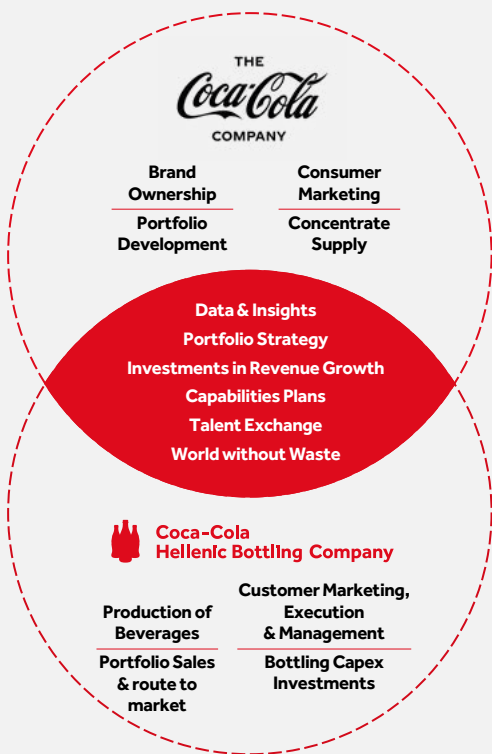 THE
Coca-Cola
COMPANY
Brand
Ownership
Portfolio
Development
Consumer
Marketing
Concentrate
Supply
Data & Insights
Portfolio Strategy
Investments in Revenue Growth
Capabilities Plans
Talent Exchange
World without Waste
Coca-Cola
Hellenic Bottling Company
Production of
Beverages
Portfolio Sales
& route to
market
Customer Marketing,
Execution
& Management
Bottling Capex
Investments